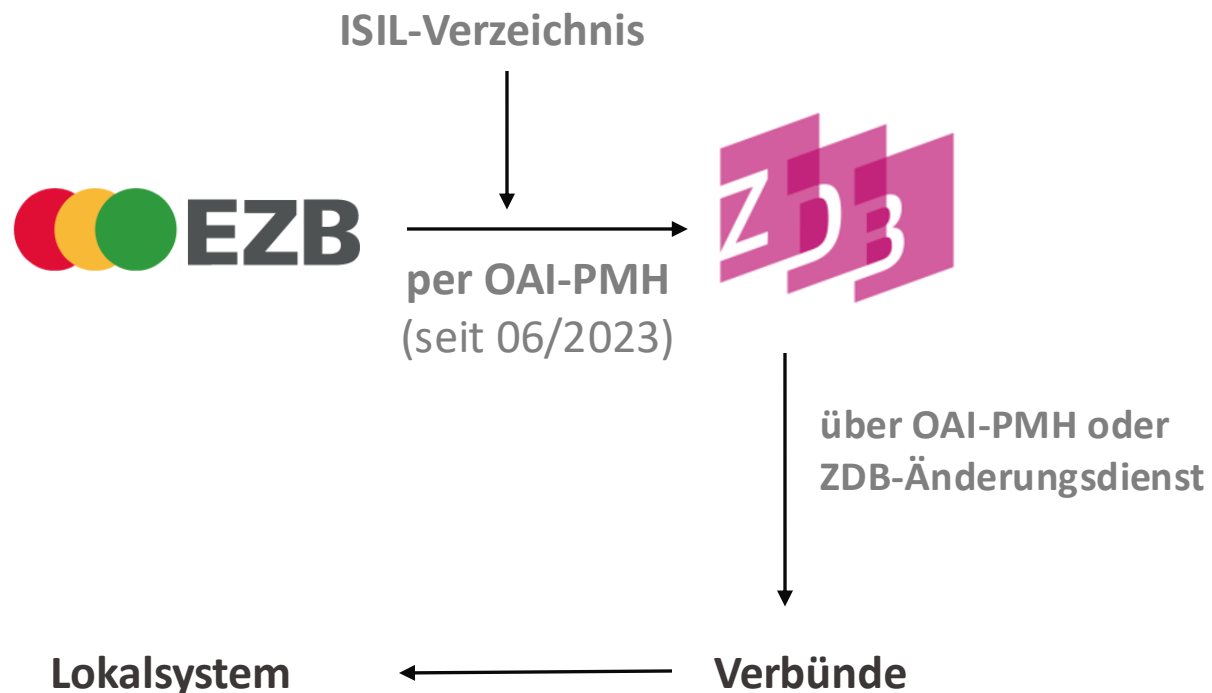 ISIL-Verzeichnis
EZB
ZDB
per OAI-PMH
(seit 06/2023)
über OAI-PMH oder
ZDB-Änderungsdienst
Lokalsystem
Verbünde